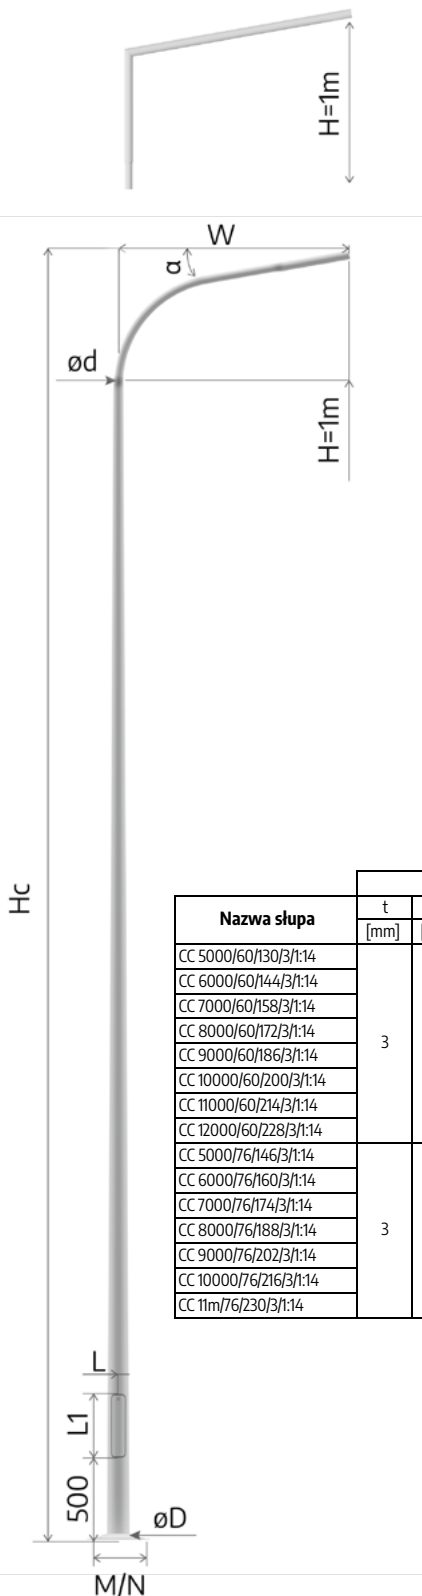 H=1m
W
α
ød
H=1m
Hc
Nazwa słupa
t
[mm]
CC 5000/60/130/3/1:14
CC 6000/60/144/3/1:14
CC 7000/60/158/3/1:14
CC 8000/60/172/3/1:14
CC 9000/60/186/3/1:14
CC 10000/60/200/3/1:14
CC 11000/60/214/3/1:14
CC 12000/60/228/3/1:14
3
CC 5000/76/146/3/1:14
CC 6000/76/160/3/1:14
CC 7000/76/174/3/1:14
CC 8000/76/188/3/1:14
CC 9000/76/202/3/1:14
CC 10000/76/216/3/1:14
CC 11m/76/230/3/1:14
3
L
L1
500
øD
M/N